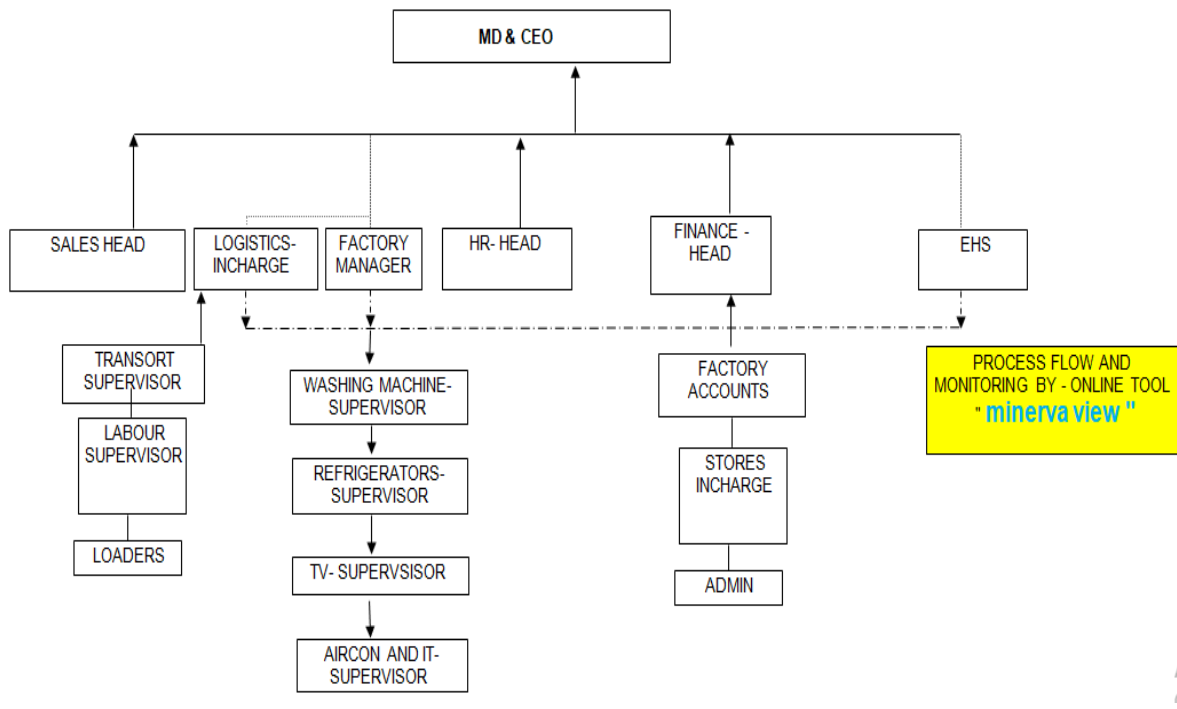 MD & CEO
SALES HEAD
LOGISTICS-
INCHARGE
FACTORY
MANAGER
HR- HEAD
FINANCE -
HEAD
EHS
TRANSORT
SUPERVISOR
LABOUR
SUPERVISOR
LOADERS
WASHING MACHINE-
SUPERVISOR
REFRIGERATORS-
SUPERVISOR
TV- SUPERVSISOR
AIRCON AND IT-
SUPERVISOR
FACTORY
ACCOUNTS
STORES
INCHARGE
ADMIN
PROCESS FLOW AND
MONITORING BY - ONLINE TOOL
" minerva view "